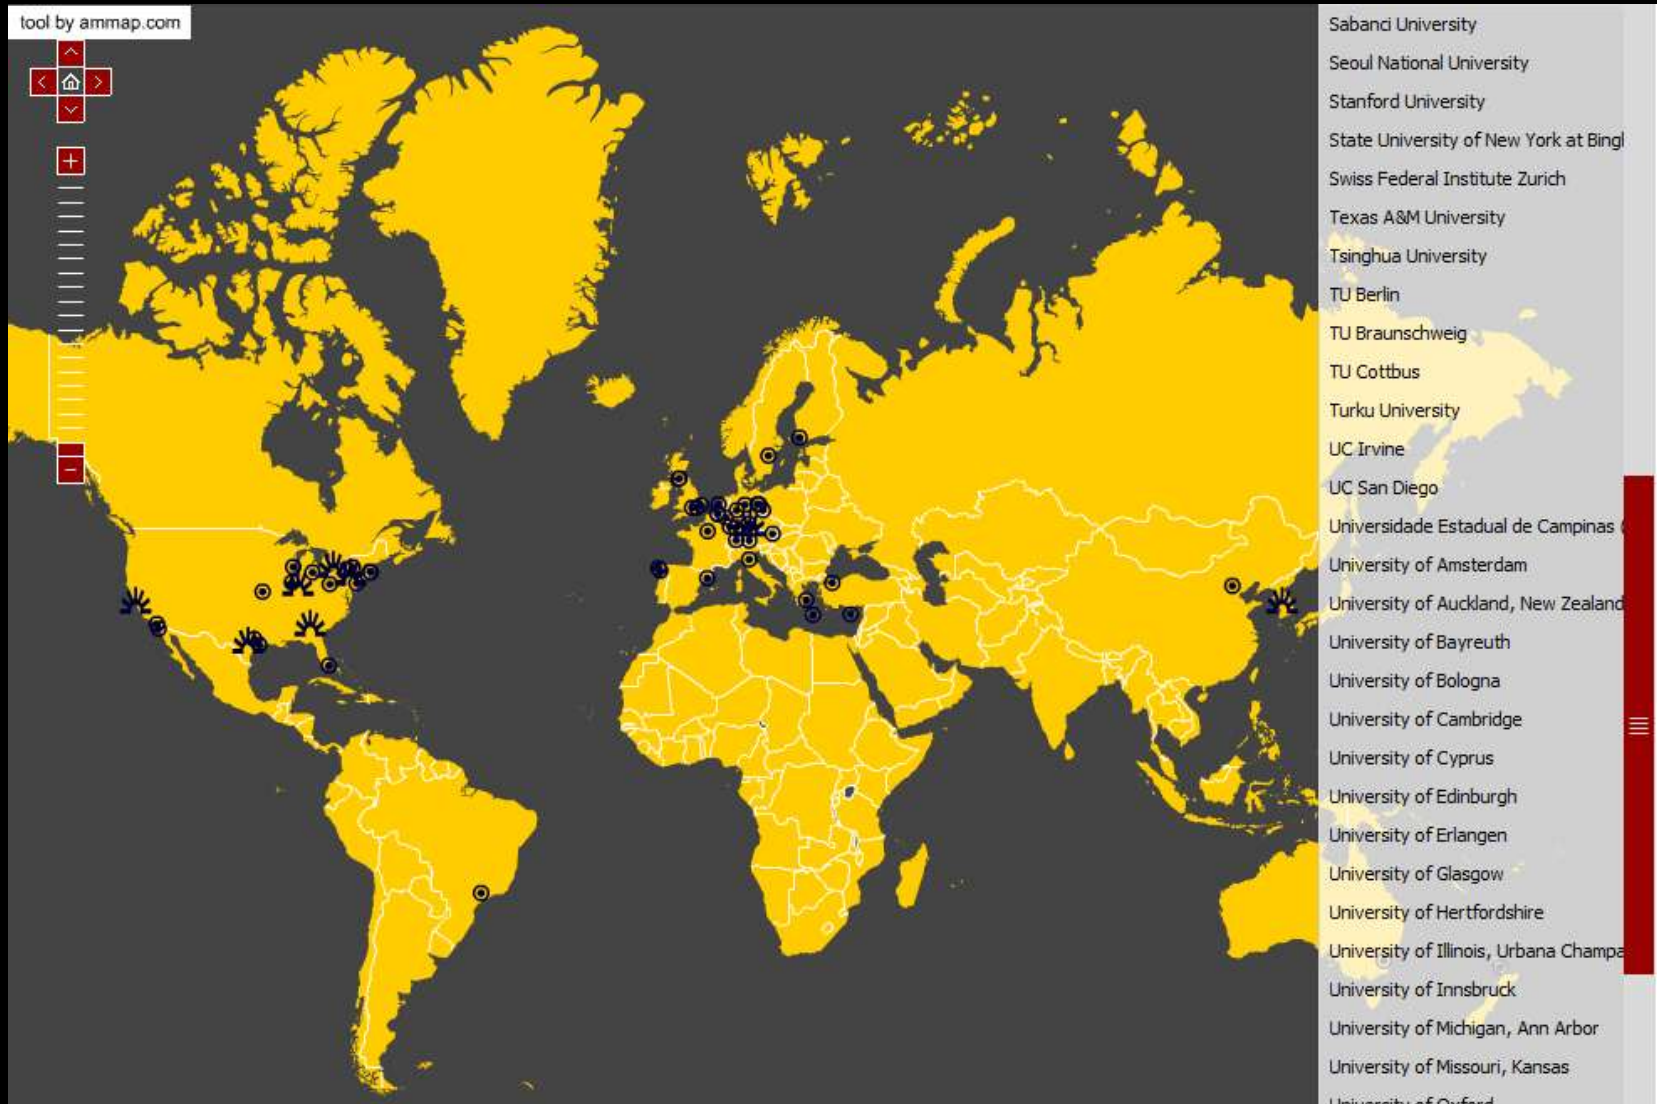 tool by ammap.com
Sabanci University
Seoul National University
Stanford University
State University of New York at Bingl
Swiss Federal Institute Zurich
Texas A&M University
Tsinghua University
TU Berlin
TU Braunschweig
TU Cottbus
Turku University
UC Irvine
UC San Diego
Universidade Estadual de Campinas (
University of Amsterdam
University of Auckland, New Zealand
University of Bayreuth
University of Bologna
University of Cambridge
University of Cyprus
University of Edinburgh
University of Erlangen
University of Glasgow
University of Hertfordshire
University of Illinois, Urbana Champa
University of Innsbruck
University of Michigan, Ann Arbor
University of Missouri, Kansas
University of Oxford